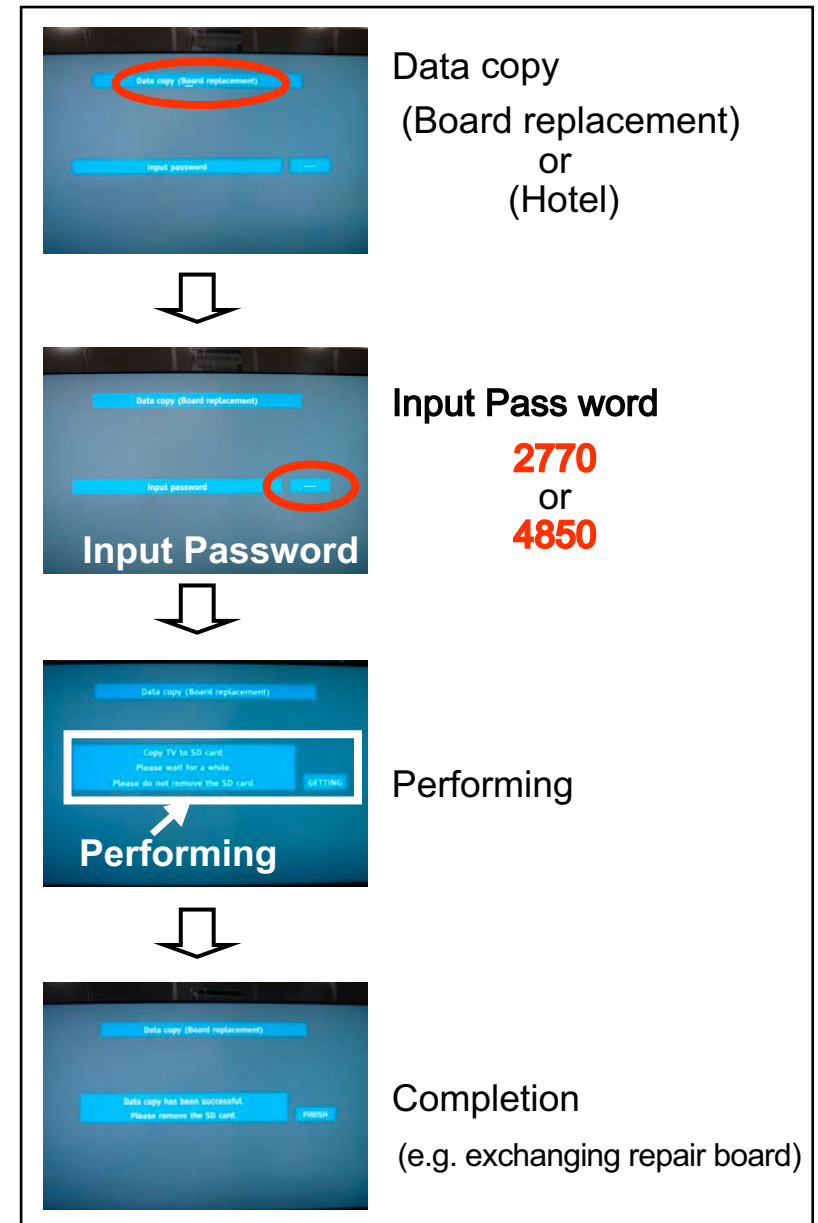 Data copy (Board replacement)
Input password ----
Data copy
(Board replacement)
or
(Hotel)
Data copy (Board replacement)
Input password ----
Input Password
Input Pass word
2770
or
4850
Data copy (Board replacement)
Copy TV to SD card.
Please wait for a while.
Please do not remove the SD card. GETTING
Performing
Performing
Data copy (Board replacement)
Data copy has been successful.
Please remove the SD card. FINISH
Completion
(e.g. exchanging repair board)